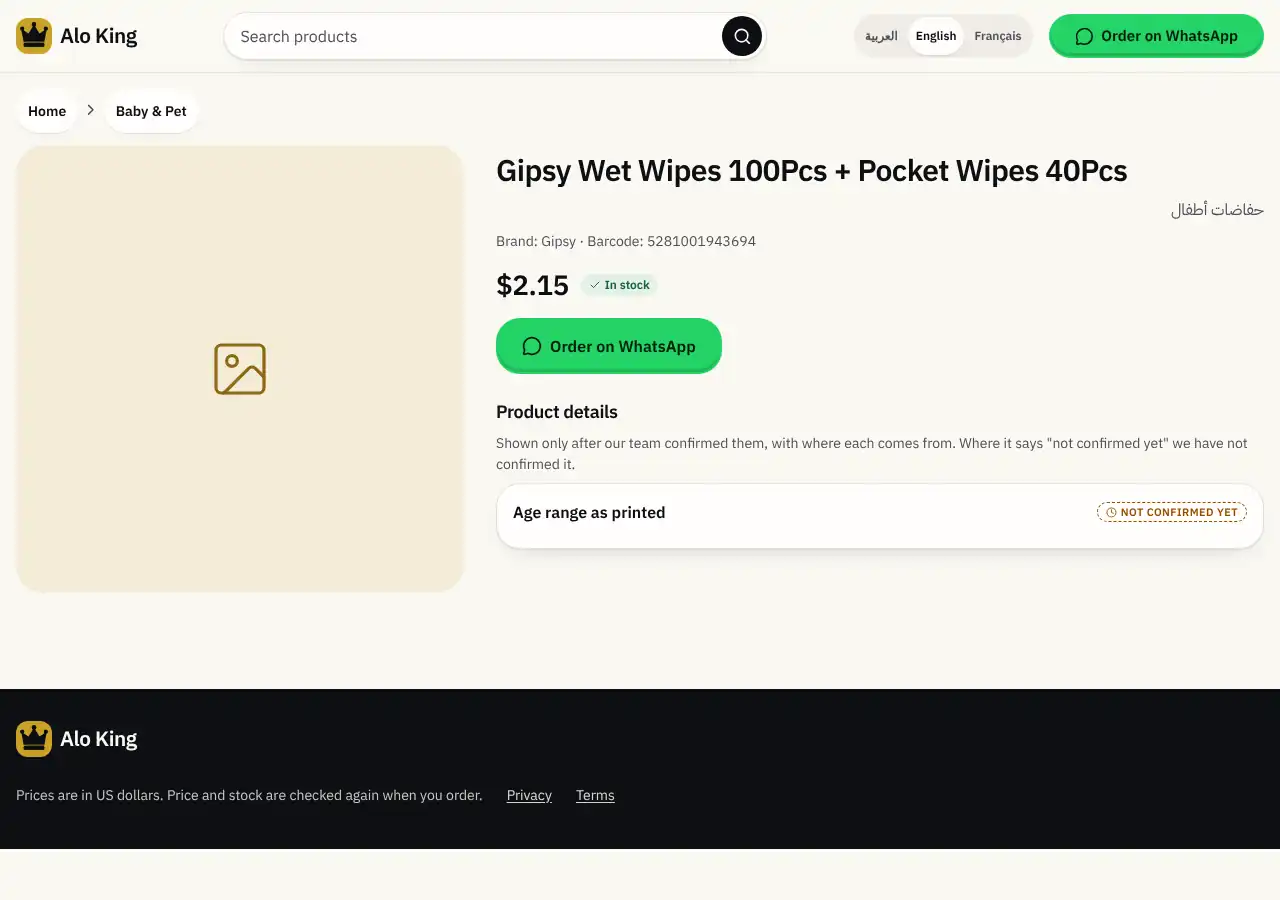 Alo King
Search products
العربية
English
Français
Order on WhatsApp
Home
Baby & Pet
Gipsy Wet Wipes 100Pcs + Pocket Wipes 40Pcs
حفاضات أطفال
Brand: Gipsy · Barcode: 5281001943694
$2.15
In stock
Order on WhatsApp
Product details
Shown only after our team confirmed them, with where each comes from. Where it says "not confirmed yet" we have not
confirmed it.
Age range as printed
NOT CONFIRMED YET
Alo King
Prices are in US dollars. Price and stock are checked again when you order.
Privacy
Terms